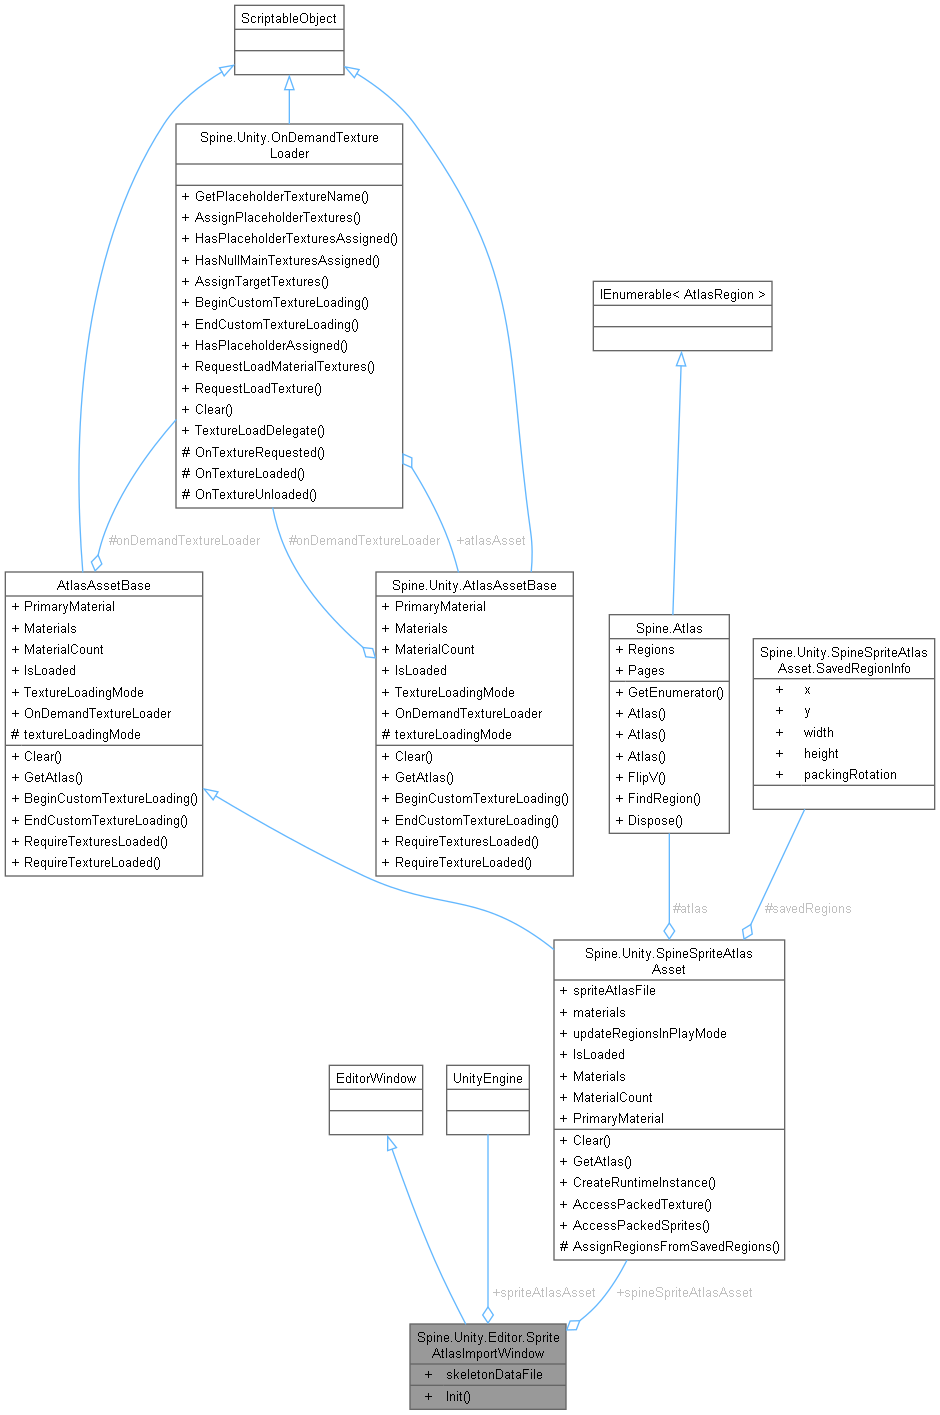 ScriptableObject
Spine.Unity.OnDemandTexture
Loader
+ GetPlaceholderTextureName()
+ AssignPlaceholderTextures()
+ HasPlaceholderTexturesAssigned()
+ HasNullMainTexturesAssigned()
+ AssignTargetTextures()
+ BeginCustomTextureLoading()
+ EndCustomTextureLoading()
+ HasPlaceholderAssigned()
+ RequestLoadMaterialTextures()
+ RequestLoadTexture()
+ Clear()
+ TextureLoadDelegate()
# OnTextureRequested()
# OnTextureLoaded()
# OnTextureUnloaded()
IEnumerable< AtlasRegion >
#onDemandTextureLoader
#onDemandTextureLoader
+atlasAsset
AtlasAssetBase
+ PrimaryMaterial
+ Materials
+ MaterialCount
+ IsLoaded
+ TextureLoadingMode
+ OnDemandTextureLoader
# textureLoadingMode
+ Clear()
+ GetAtlas()
+ BeginCustomTextureLoading()
+ EndCustomTextureLoading()
+ RequireTexturesLoaded()
+ RequireTextureLoaded()
Spine.Unity.AtlasAssetBase
+ PrimaryMaterial
+ Materials
+ MaterialCount
+ IsLoaded
+ TextureLoadingMode
+ OnDemandTextureLoader
# textureLoadingMode
+ Clear()
+ GetAtlas()
+ BeginCustomTextureLoading()
+ EndCustomTextureLoading()
+ RequireTexturesLoaded()
+ RequireTextureLoaded()
Spine.Atlas
+ Regions
+ Pages
+ GetEnumerator()
+ Atlas()
+ Atlas()
+ Atlas()
+ FlipV()
+ FindRegion()
+ Dispose()
Spine.Unity.SpineSpriteAtlas
Asset.SavedRegionInfo
+ x
+ y
+ width
+ height
+ packingRotation
#atlas
#savedRegions
Spine.Unity.SpineSpriteAtlas
Asset
+ spriteAtlasFile
+ materials
+ updateRegionsInPlayMode
+ IsLoaded
+ Materials
+ MaterialCount
+ PrimaryMaterial
+ Clear()
+ GetAtlas()
+ CreateRuntimeInstance()
+ AccessPackedTexture()
+ AccessPackedSprites()
# AssignRegionsFromSavedRegions()
EditorWindow
UnityEngine
+spriteAtlasAsset
+spineSpriteAtlasAsset
Spine.Unity.Editor.Sprite
AtlasImportWindow
+ skeletonDataFile
+ Init()